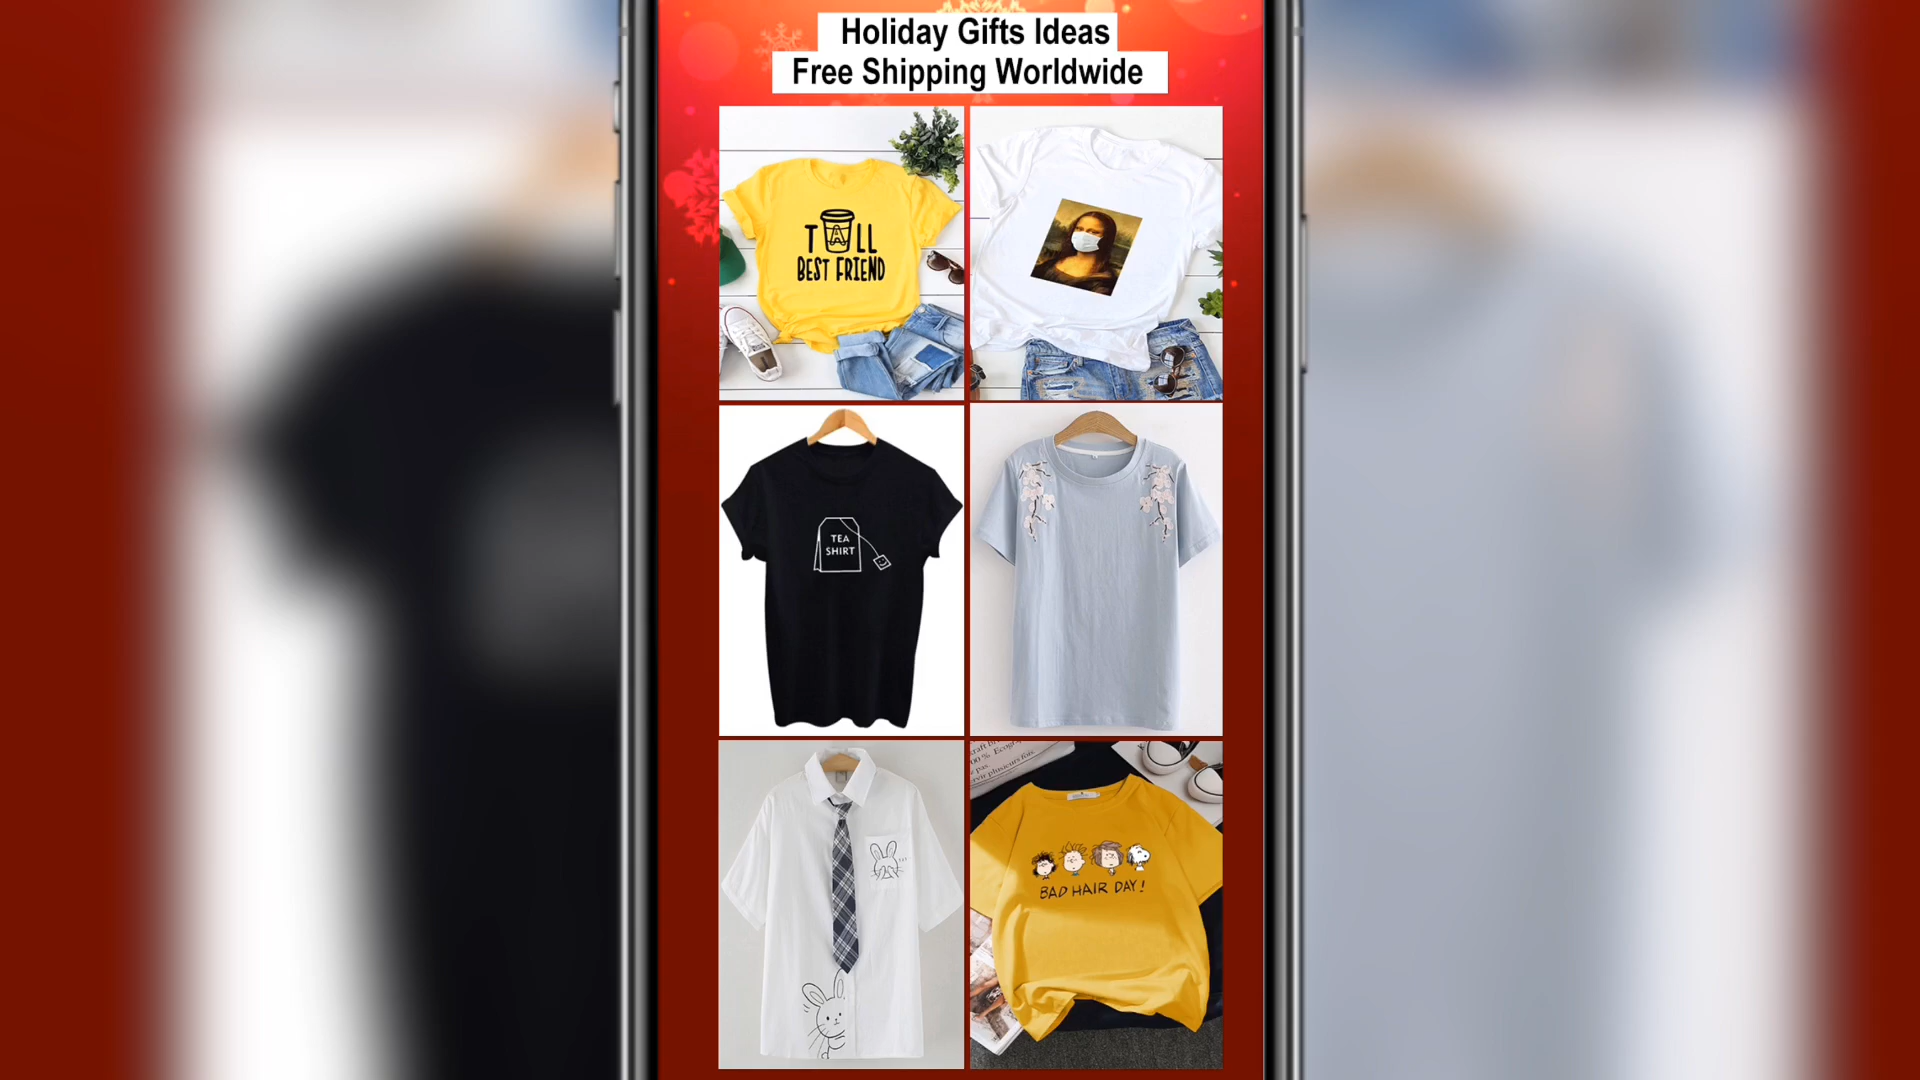 Holiday Gifts Ideas
Free Shipping Worldwide
TALL
BEST FRIEND
TEA
SHIRT
BAD HAIR DAY!